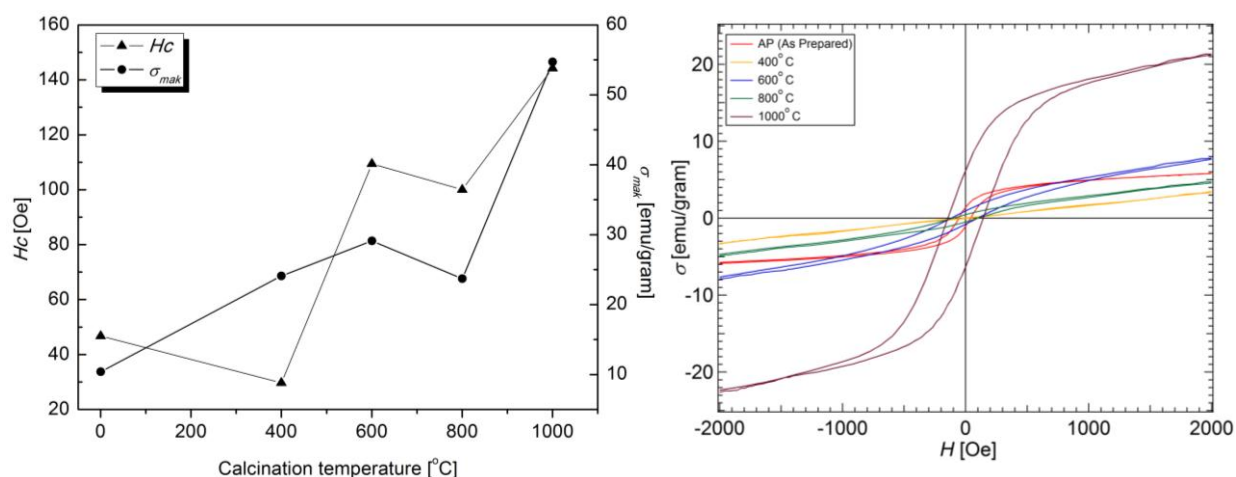 160
140
120
100
80
60
40
20
Hc [Oe]
Hc
σmak
60
50
40
30
20
10
σmak [emu/gram]
0
200
400
600
800
1000
Calcination temperature [°C]
AP (As Prepared)
400°C
600°C
800°C
1000°C
20
10
0
-10
-20
σ [emu/gram]
-2000
-1000
0
1000
2000
H [Oe]